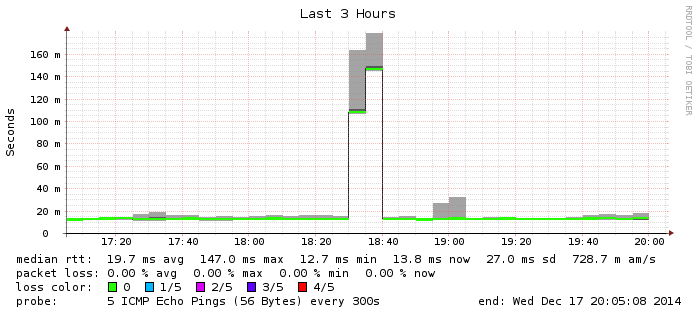 Last 3 Hours
RRDTOOL / TOBI OETIKER
Seconds
160 m
140 m
120 m
100 m
80 m
60 m
40 m
20 m
0
17:20 17:40 18:00 18:20 18:40 19:00 19:20 19:40 20:00
median rtt: 19.7 ms avg 147.0 ms max 12.7 ms min 13.8 ms now 27.0 ms sd 728.7 m am/s
packet loss: 0.00 % avg 0.00 % max 0.00 % min 0.00 % now
loss color: 0 1/5 2/5 3/5 4/5
probe: 5 ICMP Echo Pings (56 Bytes) every 300s end: Wed Dec 17 20:05:08 2014